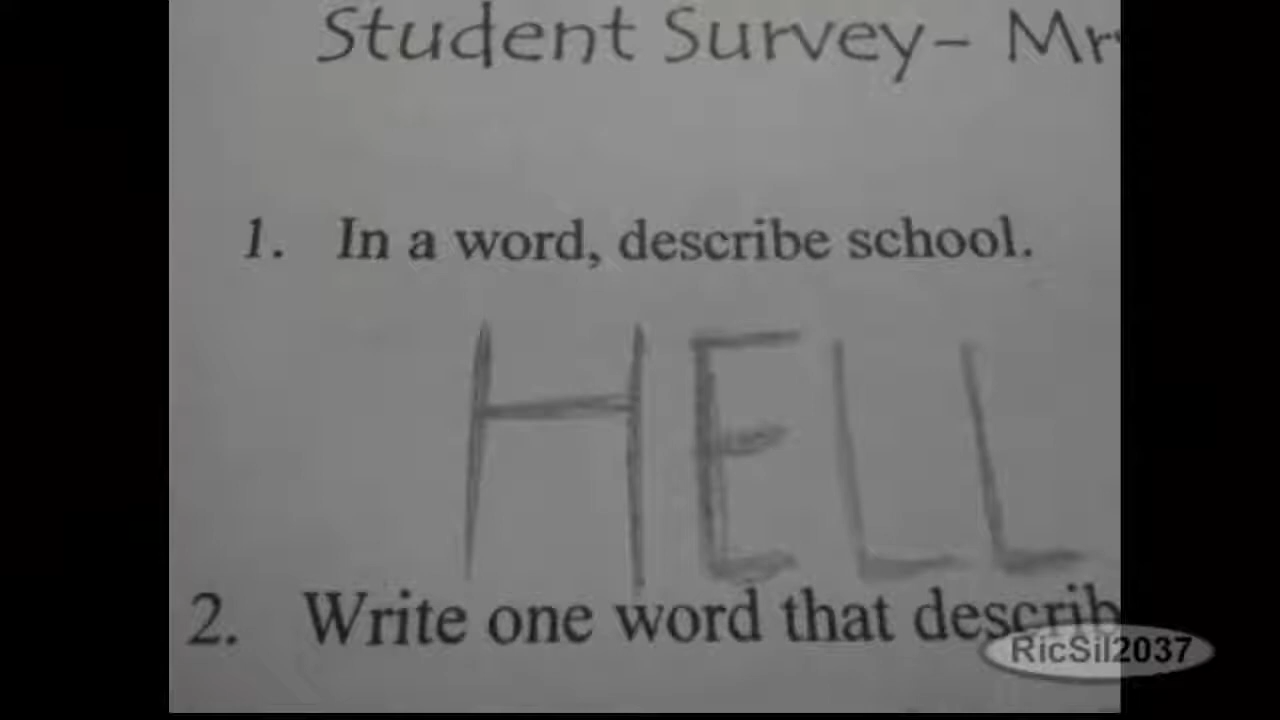 Student Survey- Mr
1. In a word, describe school.
HELL
2. Write one word that describ
RicSil2037